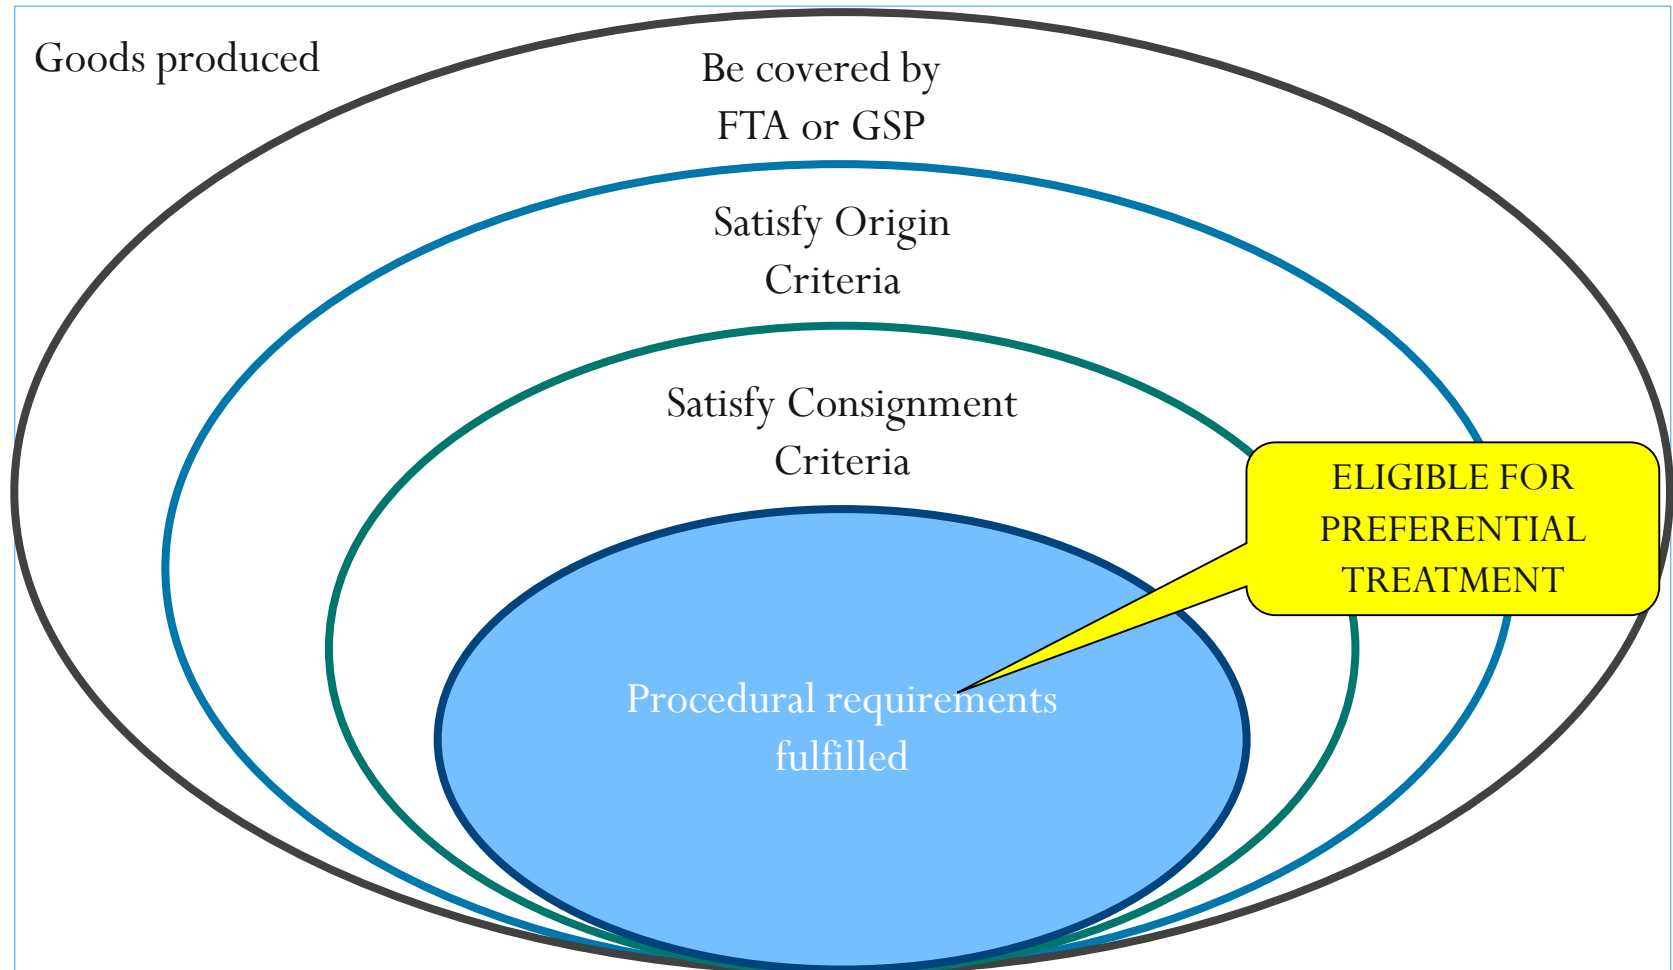 Goods produced
Be covered by
FTA or GSP
Satisfy Origin
Criteria
Satisfy Consignment
Criteria
ELIGIBLE FOR
PREFERENTIAL
TREATMENT
Procedural requirements
fulfilled